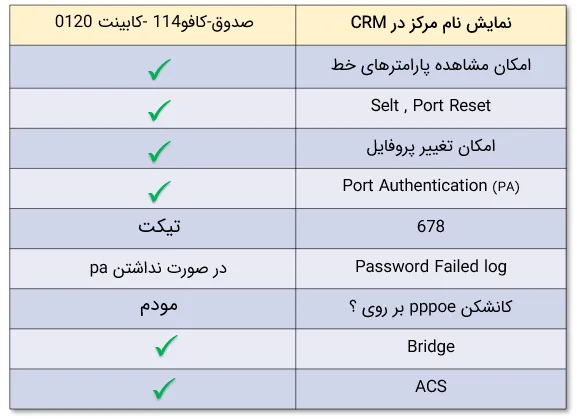 نمایش نام مرکز در CRM
صدوق-کافو114 -کابینت 0120
امکان مشاهده پارامترهای خط
✓
Selt , Port Reset
✓
امکان تغییر پروفایل
✓
Port Authentication (PA)
✓
678
تیکت
Password Failed log
در صورت نداشتن pa
کانشکن pppoe بر روی ؟
مودم
Bridge
✓
ACS
✓